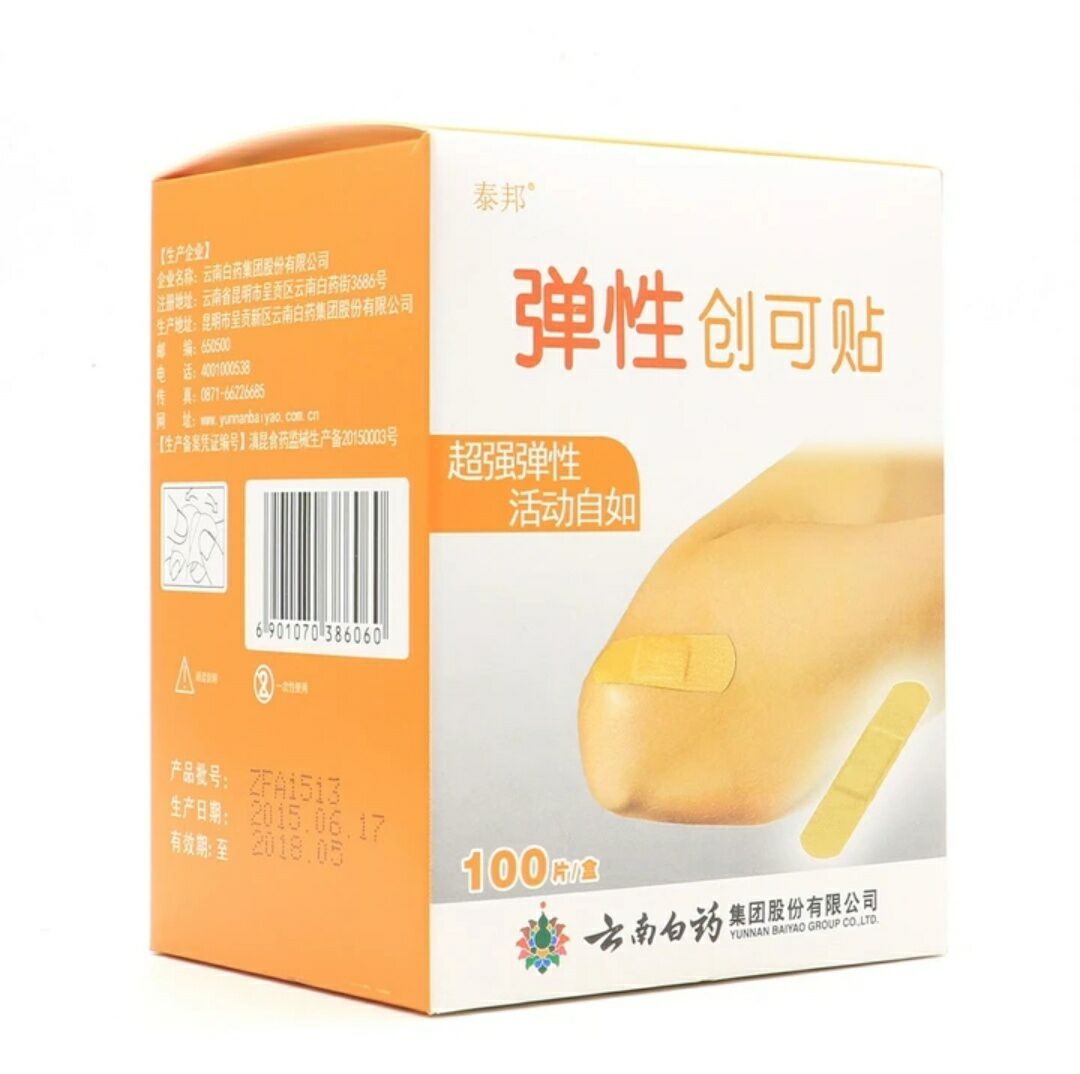 泰邦®
弹性创可贴
超强弹性
活动自如
100片/盒
云南白药集团股份有限公司
YUNNAN BAIYAO GROUP CO.,LTD.
【生产企业】
企业名称：云南白药集团股份有限公司
注册地址：云南省昆明市呈贡区云南白药街3686号
生产地址：昆明市呈贡新区云南白药集团股份有限公司
邮 编：650500
电 话：4001000538
传 真：0871-66226685
网 址：www.yunnanbaiyao.com.cn
【生产备案凭证编号】滇昆食药监械生产备20150003号
6 901070 386060
一次性使用
产品批号：ZFA1513
生产日期：2015.06.17
有效期：至 2018.05